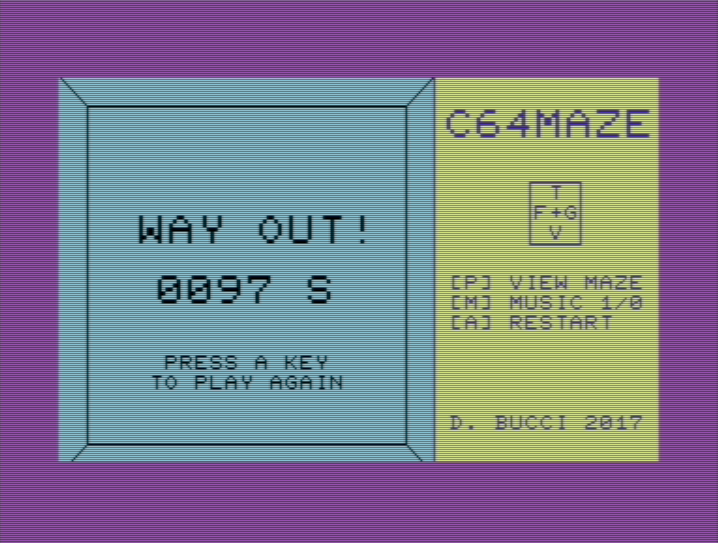 WAY OUT!
0097 S
PRESS A KEY
TO PLAY AGAIN
C64MAZE
T
F+G
V
[P] VIEW MAZE
[M] MUSIC 1/0
[A] RESTART
D. BUCCI 2017